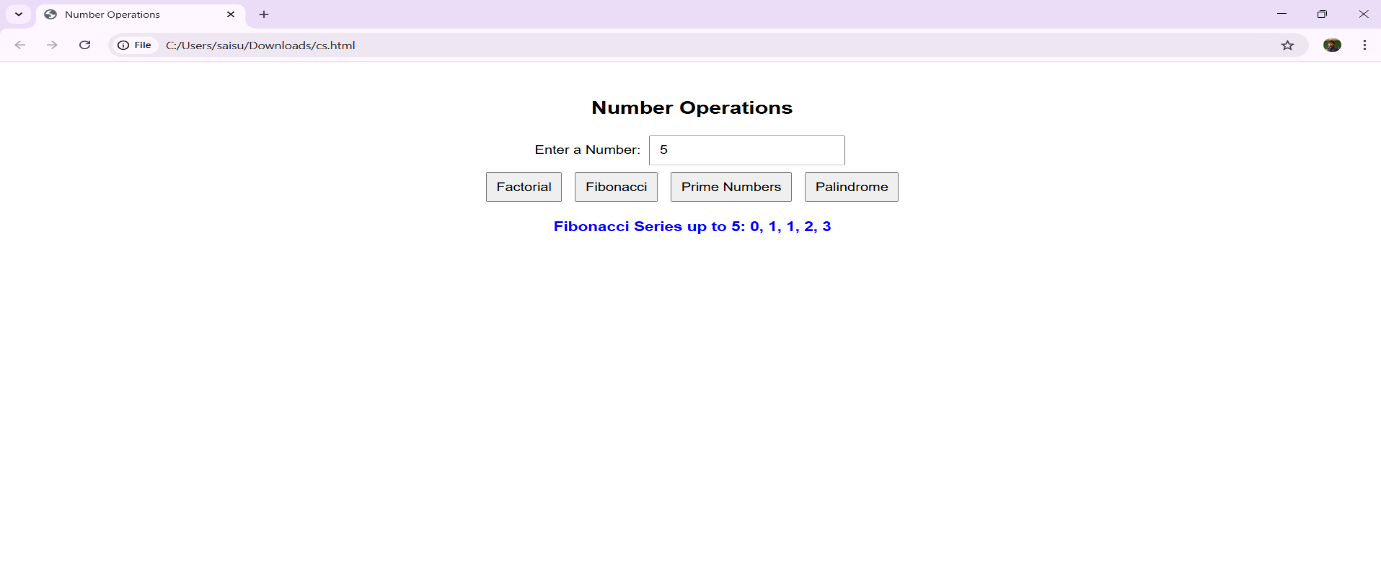 Number Operations
File C:/Users/saisu/Downloads/cs.html
Number Operations
Enter a Number: 5
Factorial Fibonacci Prime Numbers Palindrome
Fibonacci Series up to 5: 0, 1, 1, 2, 3